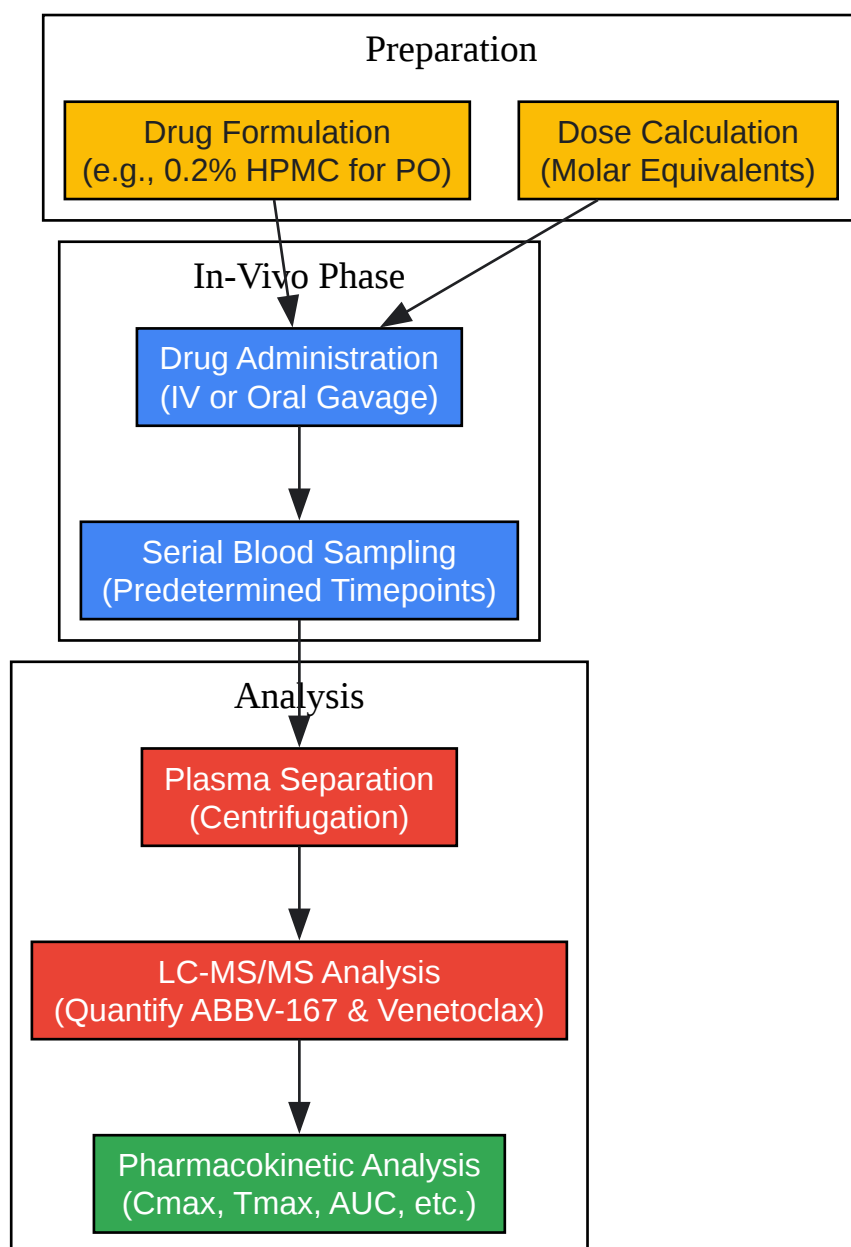 Preparation
Drug Formulation
(e.g., 0.2% HPMC for PO)
Dose Calculation
(Molar Equivalents)
In-Vivo Phase
Drug Administration
(IV or Oral Gavage)
Serial Blood Sampling
(Predetermined Timepoints)
Analysis
Plasma Separation
(Centrifugation)
LC-MS/MS Analysis
(Quantify ABBV-167 & Venetoclax)
Pharmacokinetic Analysis
(Cmax, Tmax, AUC, etc.)